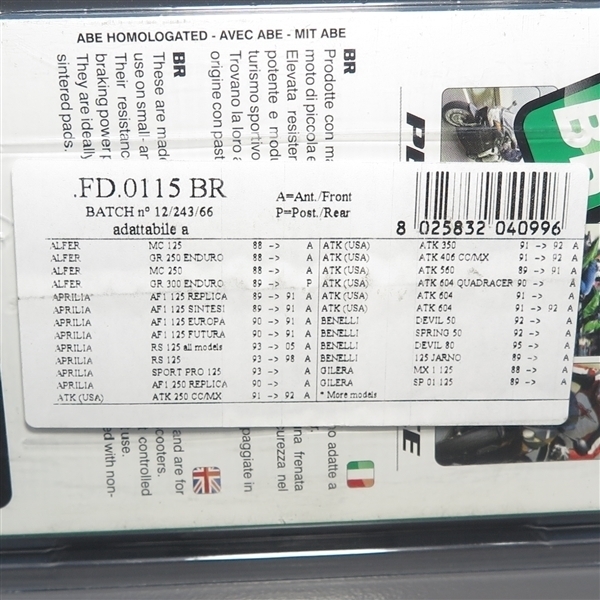 ABE HOMOLOGATED - AVEC ABE - MIT ABE
.FD.0115 BR
BATCH nº 12/243/66
adattabile a
A=Ant./Front
P=Post./Rear
8 025832 040996
ALFER MC 125 88 -> A
ALFER GR 250 ENDURO 88 -> A
ALFER MC 250 88 -> A
ALFER GR 300 ENDURO 89 -> P
APRILIA AF1 125 REPLICA 89 -> 91 A
APRILIA AF1 125 SINTESI 89 -> 91 A
APRILIA AF1 125 EUROPA 90 -> 91 A
APRILIA AF1 125 FUTURA 90 -> 91 A
APRILIA RS 125 all models 93 -> 05 A
APRILIA RS 125 93 -> 98 A
APRILIA SPORT PRO 125 93 -> A
APRILIA AF1 250 REPLICA 90 -> A
ATK (USA) ATK 250 CC/MX 91 -> 92 A
ATK (USA) ATK 350 91 -> 92 A
ATK (USA) ATK 406 CC/MX 91 -> 92 A
ATK (USA) ATK 560 89 -> 91 A
ATK (USA) ATK 604 QUADRACER 90 -> A
ATK (USA) ATK 604 91 -> A
ATK (USA) ATK 604 91 -> 92 A
BENELLI DEVIL 50 92 -> A
BENELLI SPRING 50 92 -> A
BENELLI DEVIL 80 95 -> A
BENELLI 125 JARNO 89 -> A
GILERA MX 1 125 88 -> A
GILERA SP 01 125 89 -> A
* More models
BR
These are made
use on small- ar
Their resistanc
braking power p
They are ideally
sintered pads.
and are for
cooters.
t controlled
ed with non-
use.
BR
Prodotte con ma
moto di piccola e
Elevata resister
potente e modu
turismo sportivo
Trovano la loro a
origine con past
o adatte a
na frenata
curezza nel
paggiate in